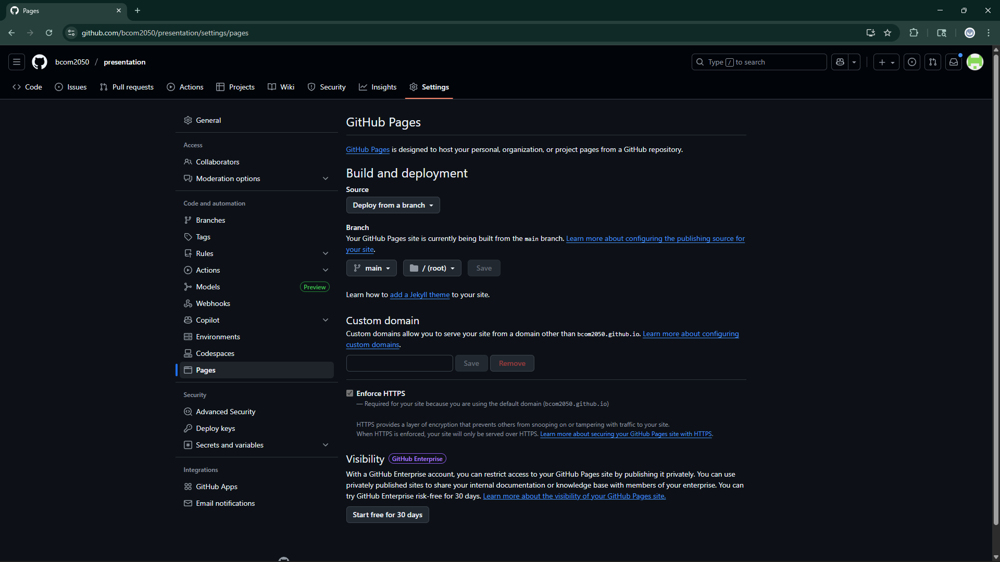 Pages
github.com/bcom2050/presentation/settings/pages
bcom2050 / presentation
Type / to search
Code
Issues
Pull requests
Actions
Projects
Wiki
Security
Insights
Settings
General
Access
Collaborators
Moderation options
Code and automation
Branches
Tags
Rules
Actions
Models Preview
Webhooks
Copilot
Environments
Codespaces
Pages
Security
Advanced Security
Deploy keys
Secrets and variables
Integrations
GitHub Apps
Email notifications
GitHub Pages
GitHub Pages is designed to host your personal, organization, or project pages from a GitHub repository.
Build and deployment
Source
Deploy from a branch
Branch
Your GitHub Pages site is currently being built from the main branch. Learn more about configuring the publishing source for
your site.
main / (root) Save
Learn how to add a Jekyll theme to your site.
Custom domain
Custom domains allow you to serve your site from a domain other than bcom2050.github.io. Learn more about configuring
custom domains.
Save Remove
Enforce HTTPS
— Required for your site because you are using the default domain (bcom2050.github.io)
HTTPS provides a layer of encryption that prevents others from snooping on or tampering with traffic to your site.
When HTTPS is enforced, your site will only be served over HTTPS. Learn more about securing your GitHub Pages site with HTTPS.
Visibility GitHub Enterprise
With a GitHub Enterprise account, you can restrict access to your GitHub Pages site by publishing it privately. You can use
privately published sites to share your internal documentation or knowledge base with members of your enterprise. You can
try GitHub Enterprise risk-free for 30 days. Learn more about the visibility of your GitHub Pages site.
Start free for 30 days